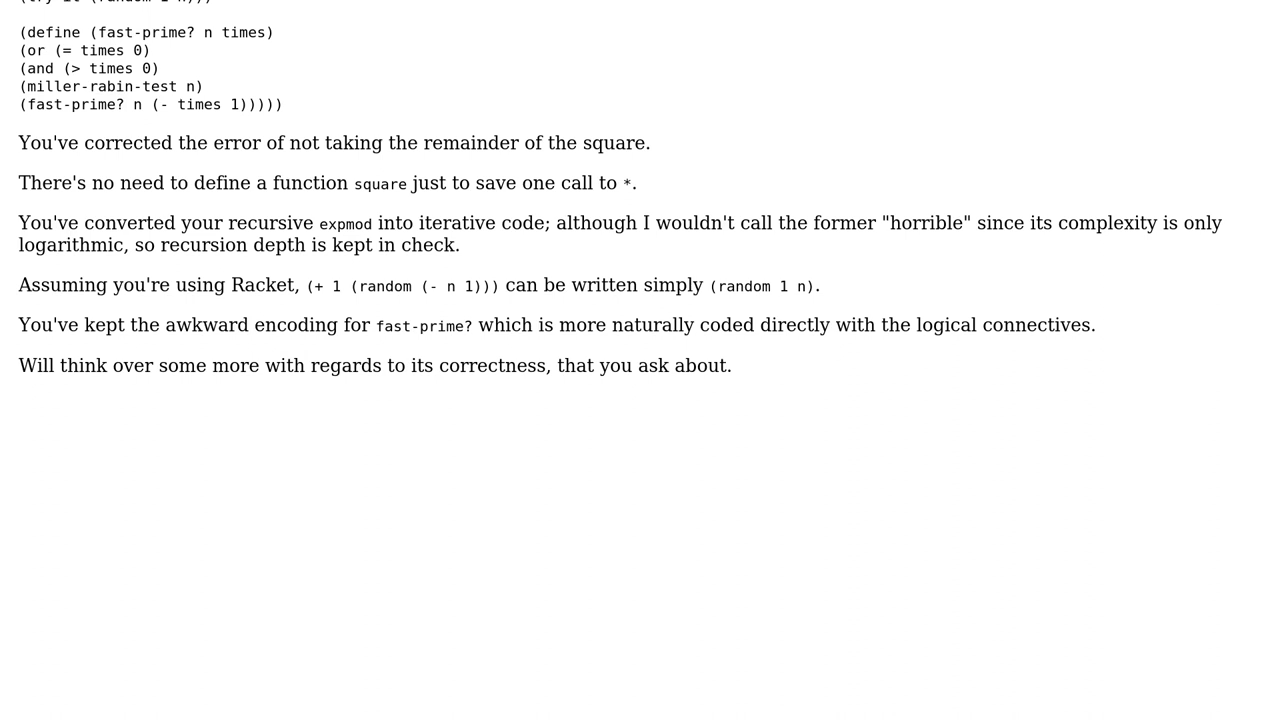 (define (fast-prime? n times)
(or (= times 0)
(and (> times 0)
(miller-rabin-test n)
(fast-prime? n (- times 1)))))
You've corrected the error of not taking the remainder of the square.
There's no need to define a function square just to save one call to *.
You've converted your recursive expmod into iterative code; although I wouldn't call the former "horrible" since its complexity is only
logarithmic, so recursion depth is kept in check.
Assuming you're using Racket, (+ 1 (random (- n 1))) can be written simply (random 1 n).
You've kept the awkward encoding for fast-prime? which is more naturally coded directly with the logical connectives.
Will think over some more with regards to its correctness, that you ask about.